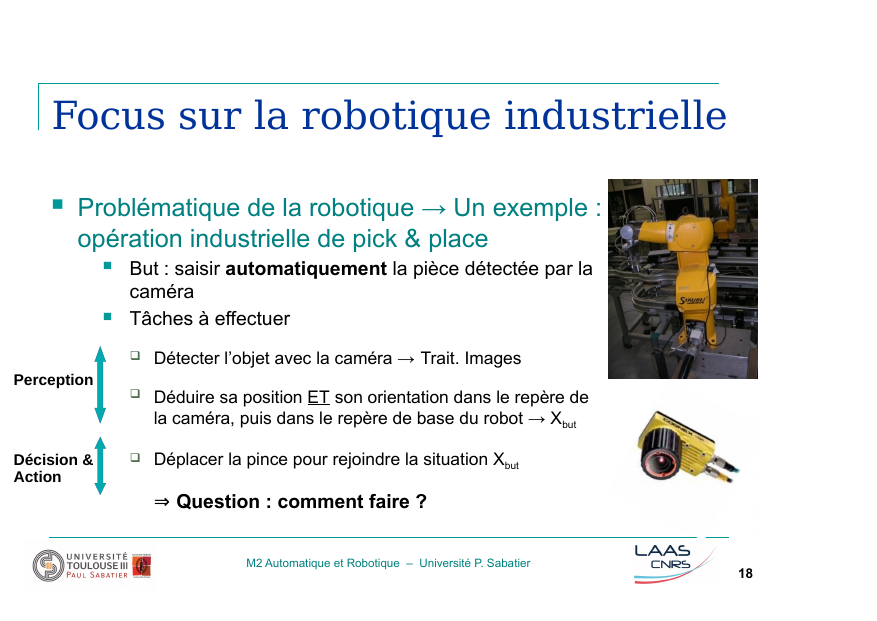 Focus sur la robotique industrielle
Problématique de la robotique → Un exemple :
opération industrielle de pick & place
But : saisir automatiquement la pièce détectée par la
caméra
Tâches à effectuer
Perception
Détecter l’objet avec la caméra → Trait. Images
Déduire sa position ET son orientation dans le repère de
la caméra, puis dans le repère de base du robot → Xbut
Décision &
Action
Déplacer la pince pour rejoindre la situation Xbut
⇒ Question : comment faire ?
UNIVERSITÉ
TOULOUSE III
PAUL SABATIER
M2 Automatique et Robotique – Université P. Sabatier
LAAS
CNRS
18